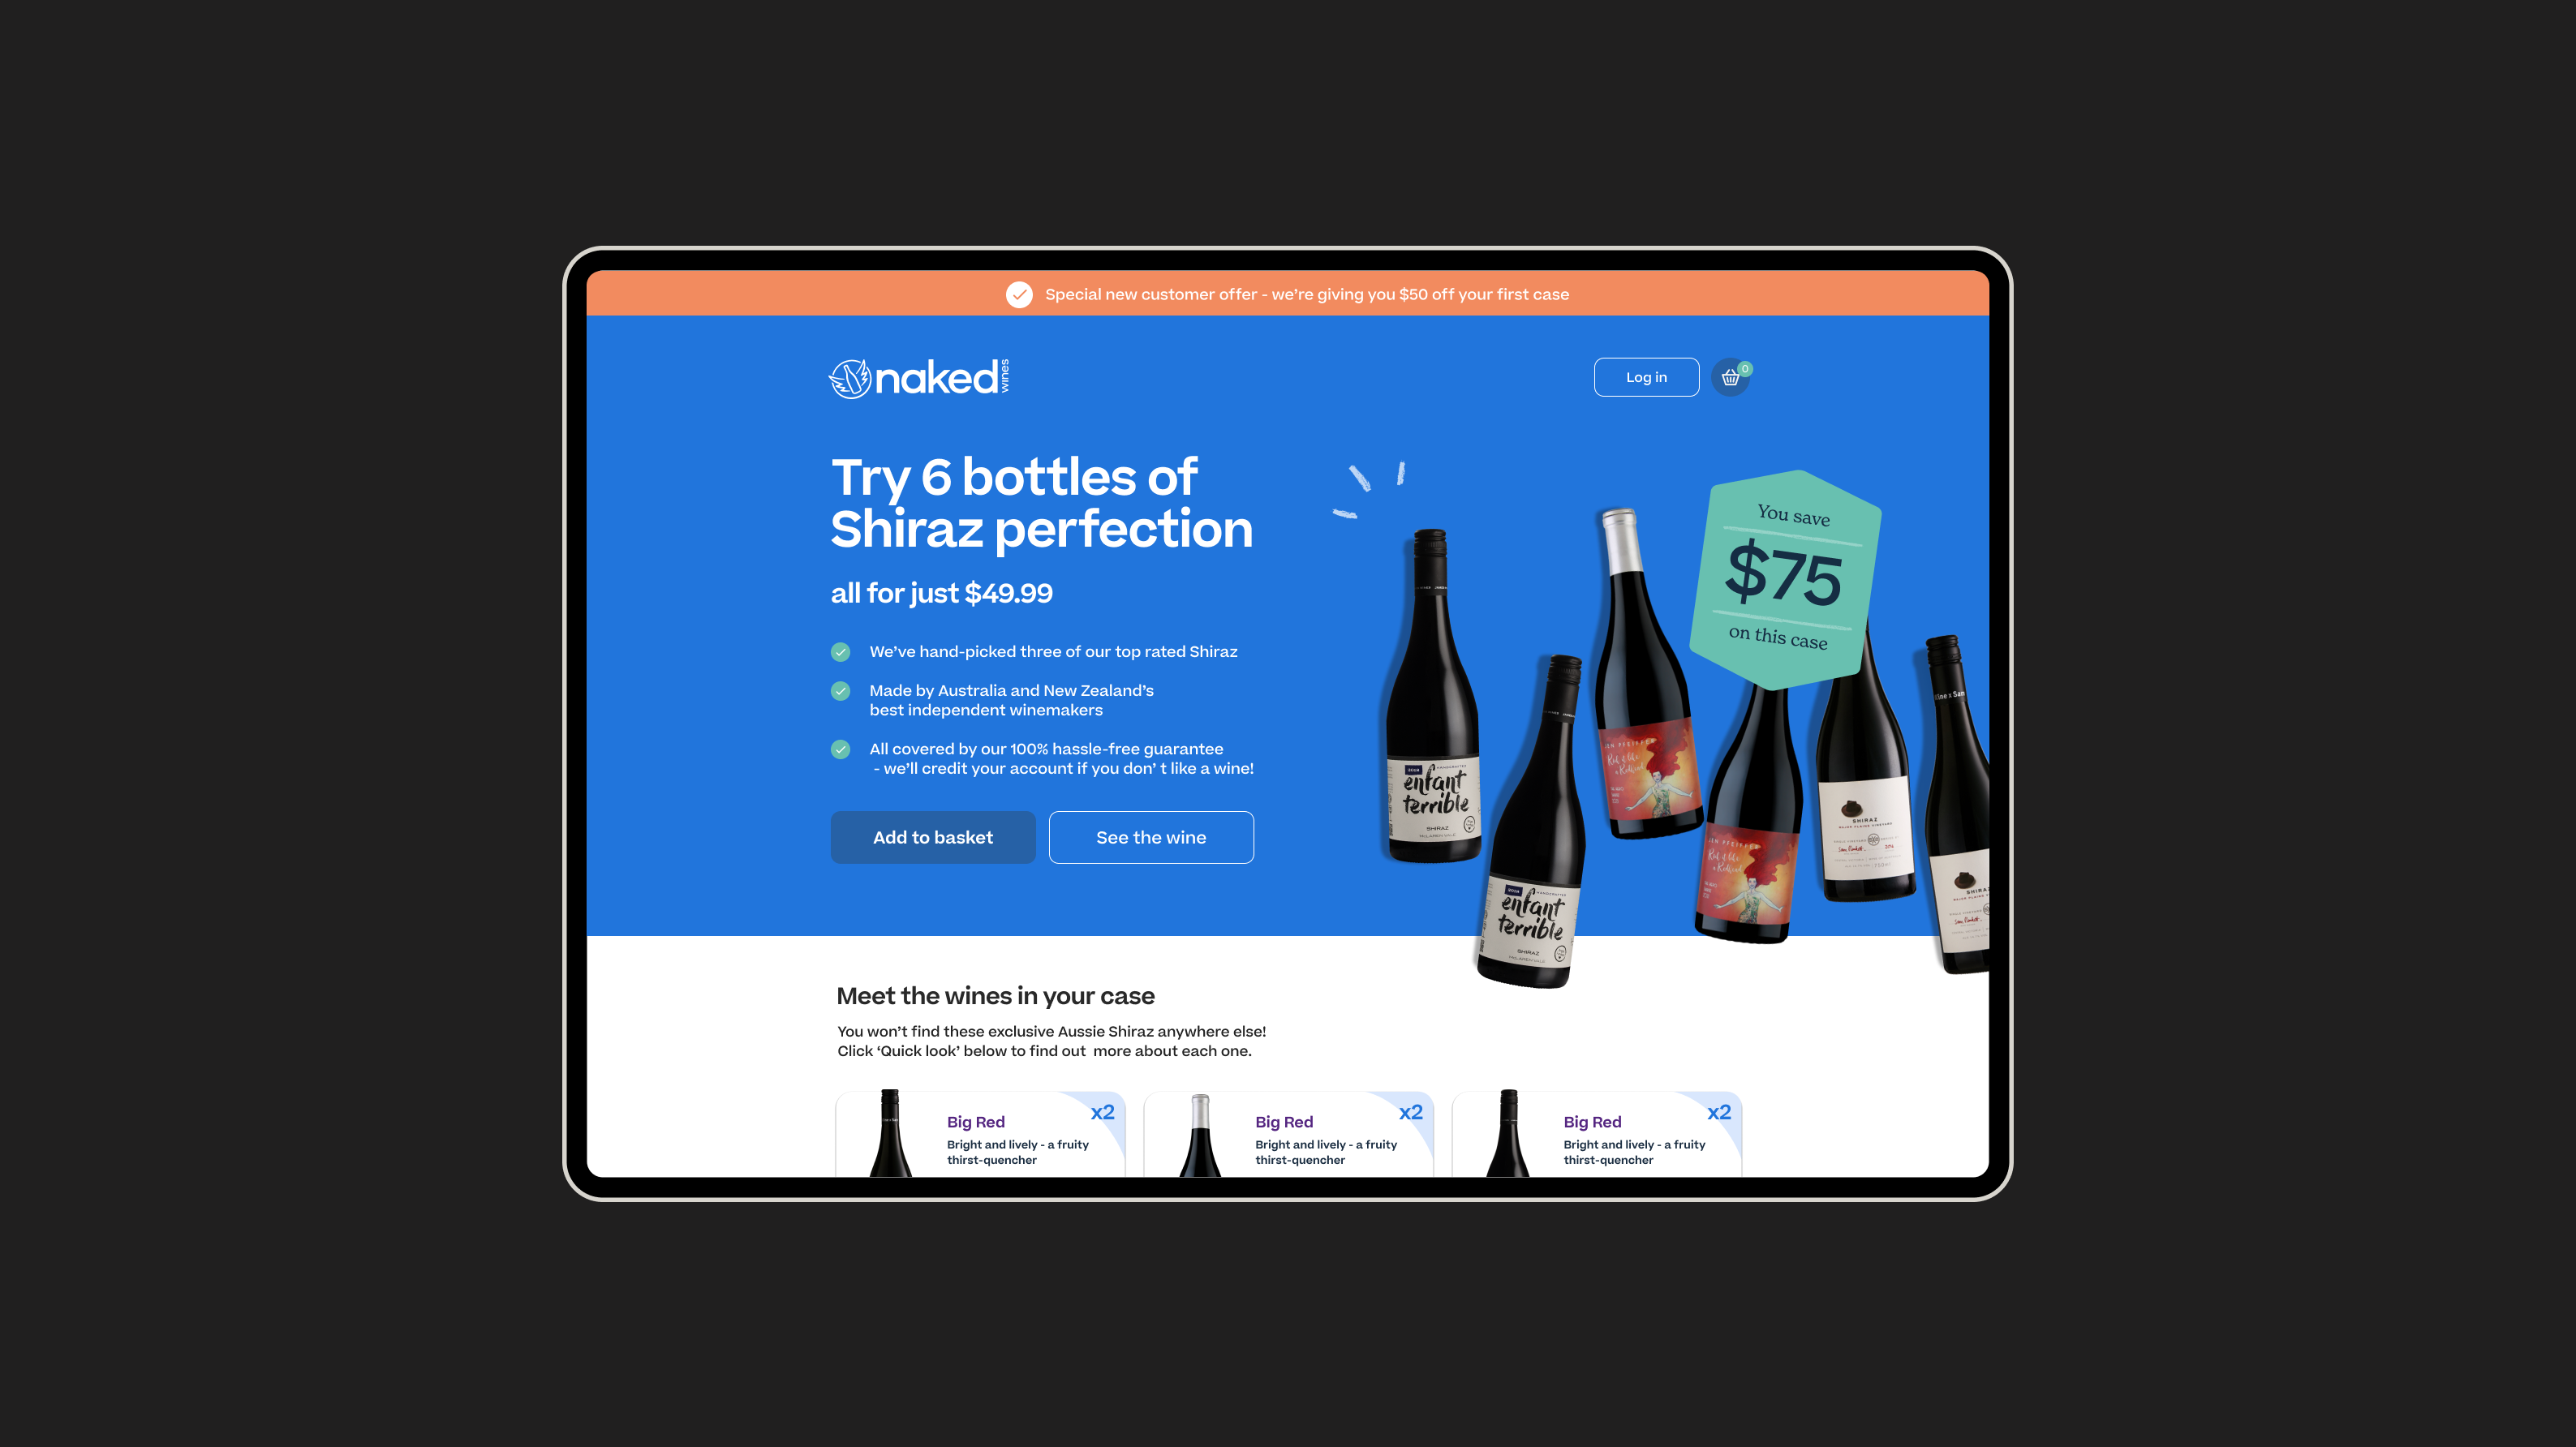 Special new customer offer - we're giving you $50 off your first case
naked wines
Log in
0
Try 6 bottles of
Shiraz perfection
all for just $49.99
We've hand-picked three of our top rated Shiraz
Made by Australia and New Zealand's
best independent winemakers
All covered by our 100% hassle-free guarantee
- we'll credit your account if you don' t like a wine!
Add to basket
See the wine
You save
$75
on this case
enfant
terrible
SHIRAZ
enfant
terrible
SHIRAZ
SHIRAZ
Meet the wines in your case
You won't find these exclusive Aussie Shiraz anywhere else!
Click 'Quick look' below to find out  more about each one.
Big Red
x2
Bright and lively - a fruity
thirst-quencher
Big Red
x2
Bright and lively - a fruity
thirst-quencher
Big Red
x2
Bright and lively - a fruity
thirst-quencher